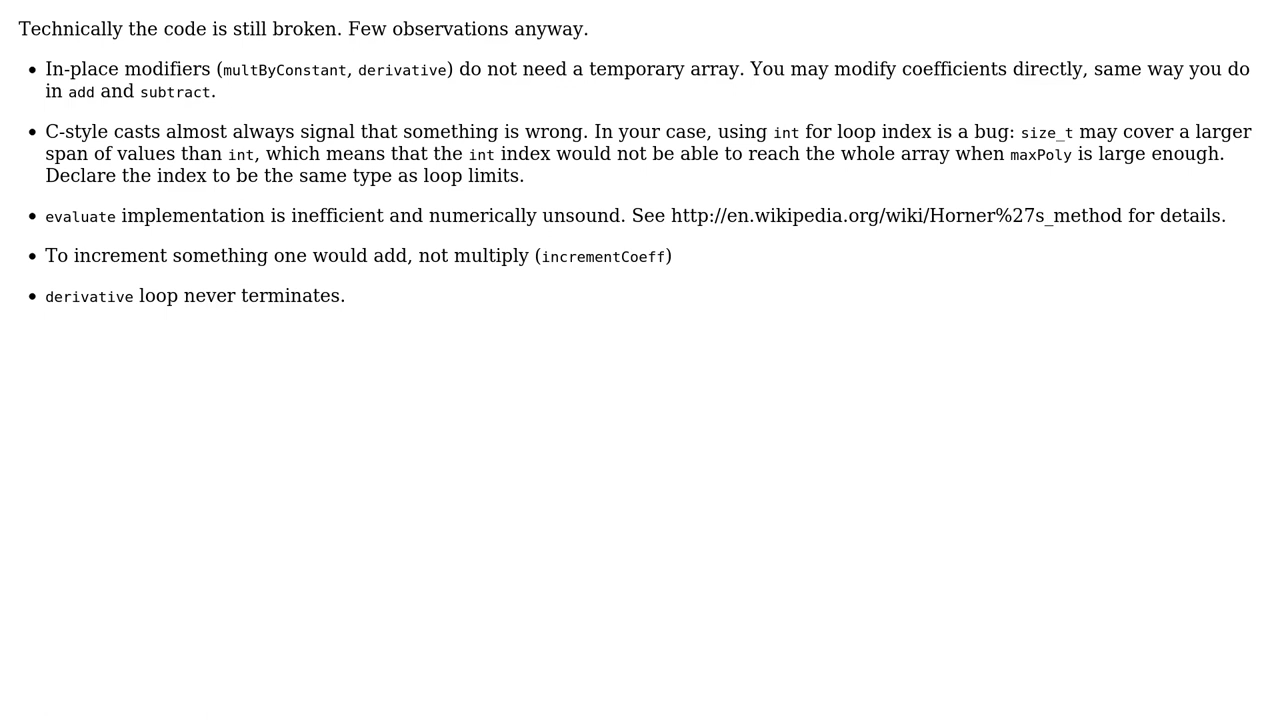 Technically the code is still broken. Few observations anyway.
• In-place modifiers (multByConstant, derivative) do not need a temporary array. You may modify coefficients directly, same way you do
in add and subtract.
• C-style casts almost always signal that something is wrong. In your case, using int for loop index is a bug: size_t may cover a larger
span of values than int, which means that the int index would not be able to reach the whole array when maxPoly is large enough.
Declare the index to be the same type as loop limits.
• evaluate implementation is inefficient and numerically unsound. See http://en.wikipedia.org/wiki/Horner%27s_method for details.
• To increment something one would add, not multiply (incrementCoeff)
• derivative loop never terminates.